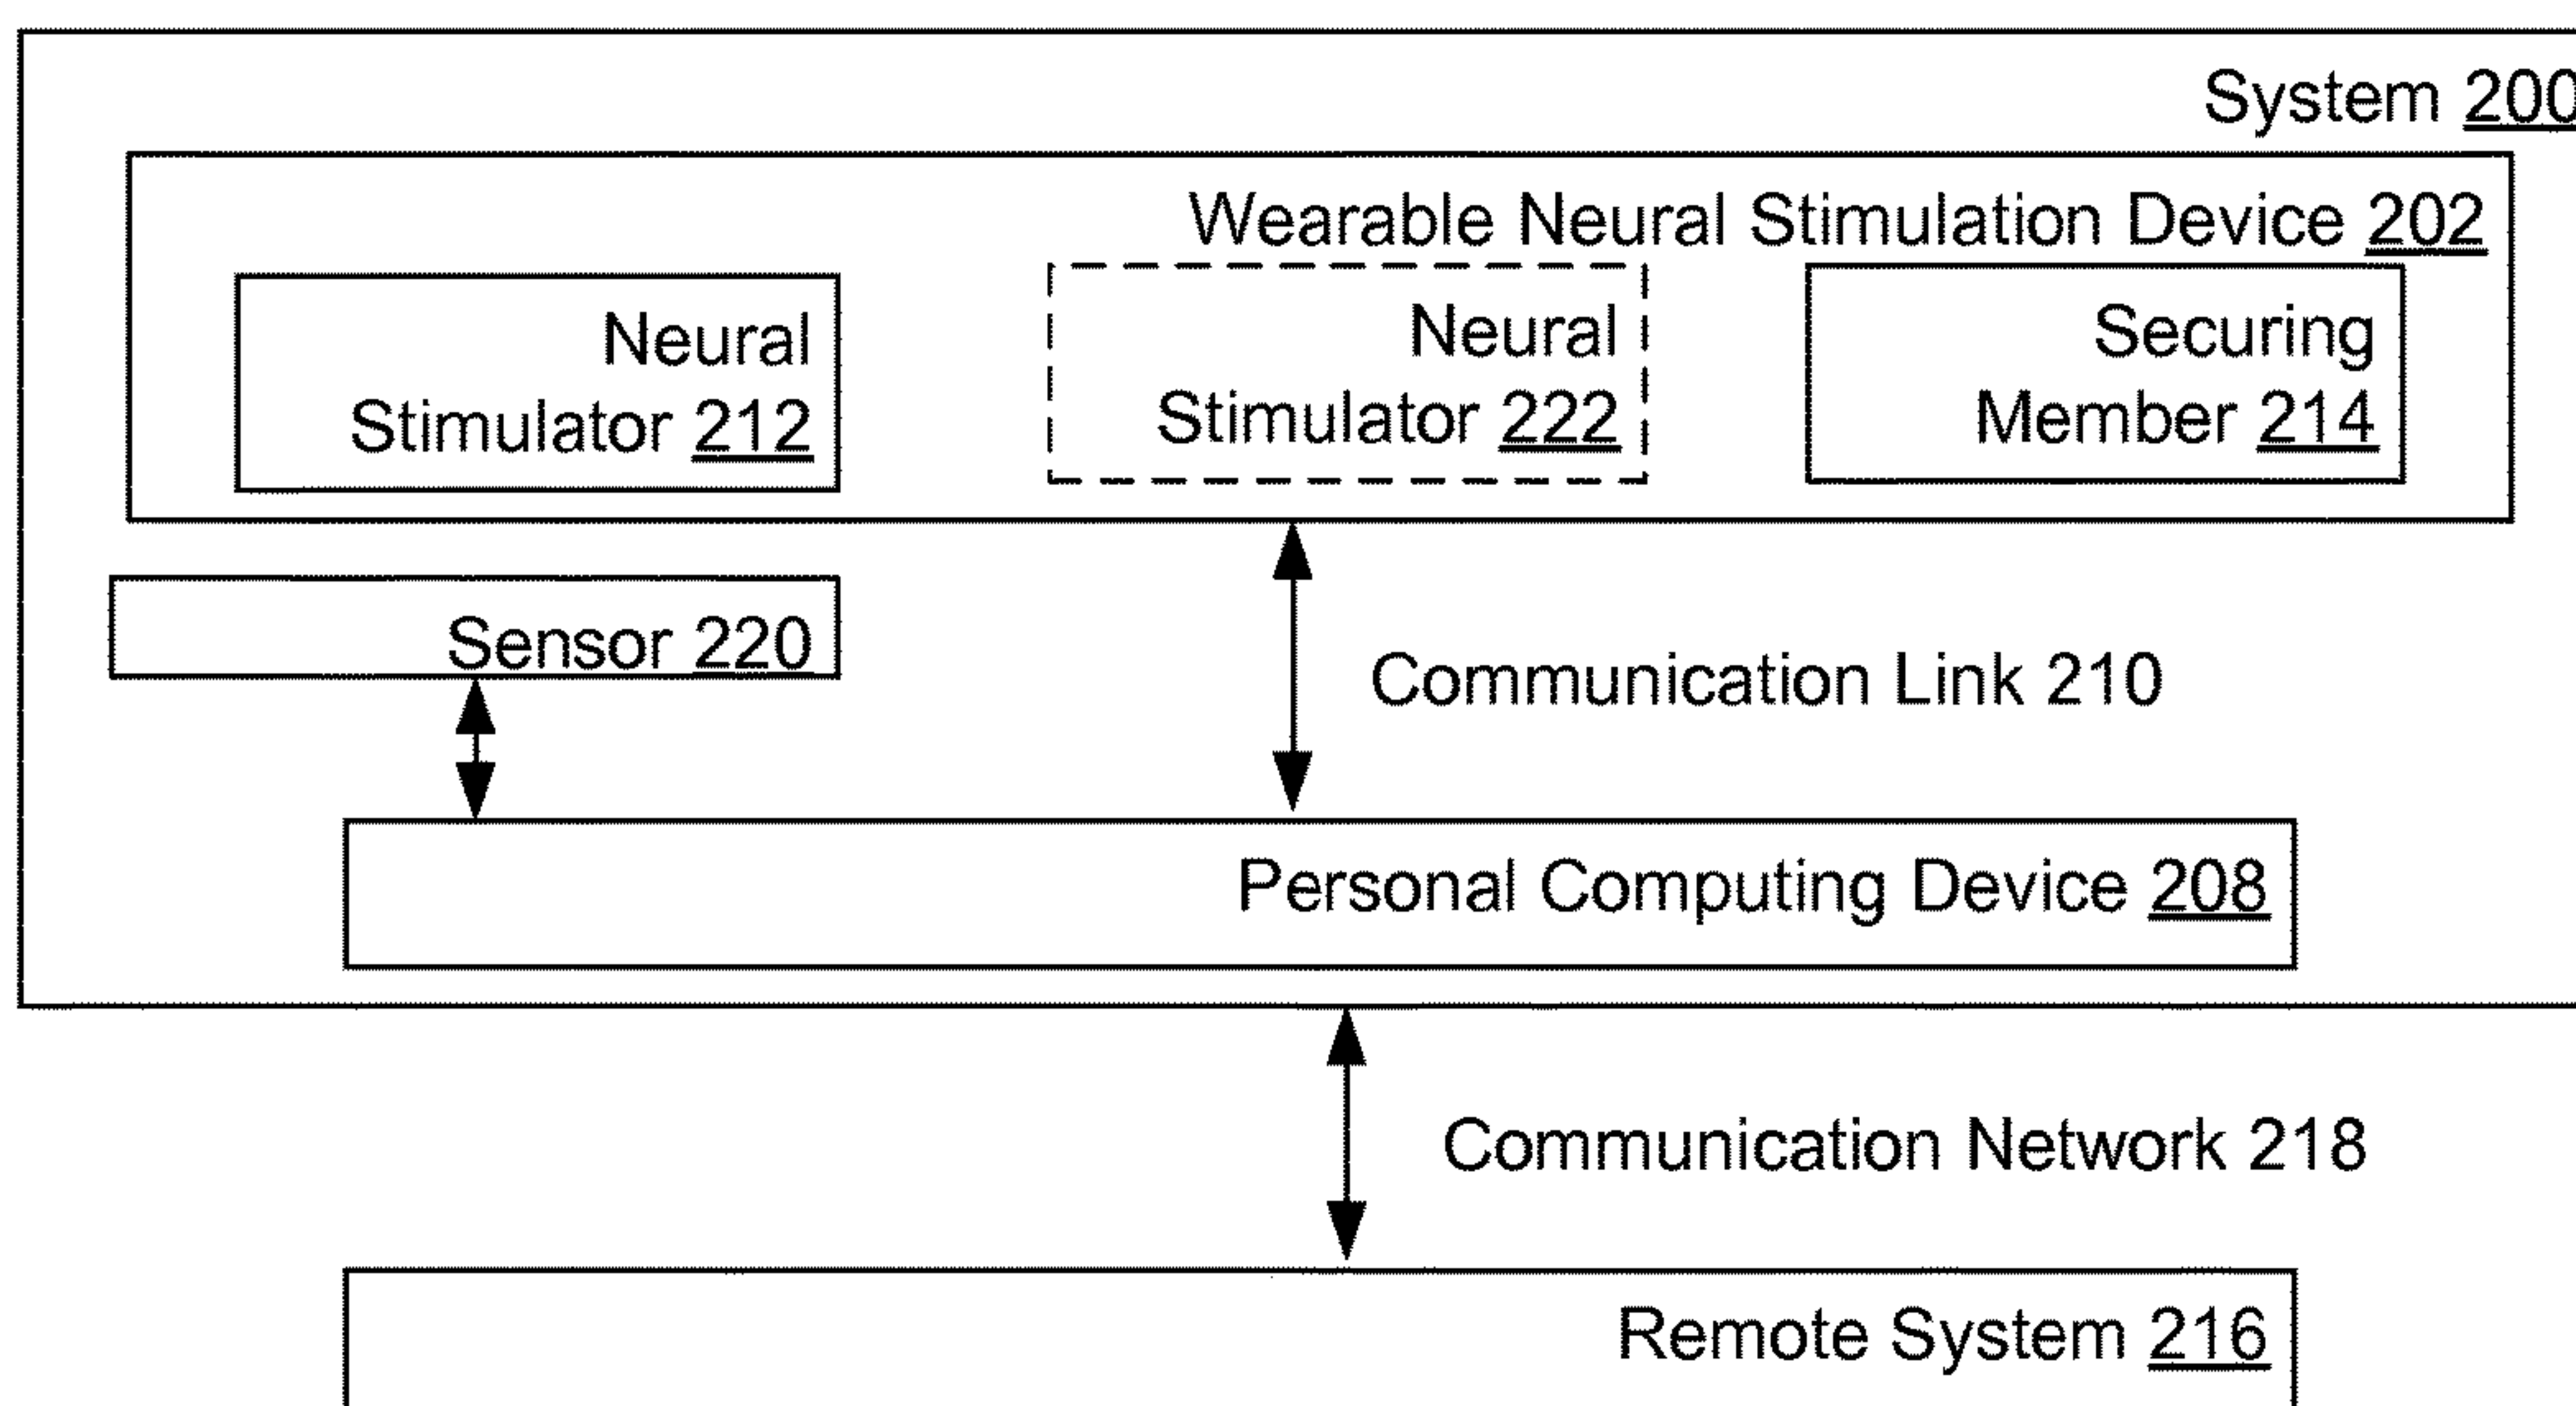 System 200
Wearable Neural Stimulation Device 202
Neural
Stimulator 212
Neural
Stimulator 222
Securing
Member 214
Sensor 220
Communication Link 210
Personal Computing Device 208
Communication Network 218
Remote System 216